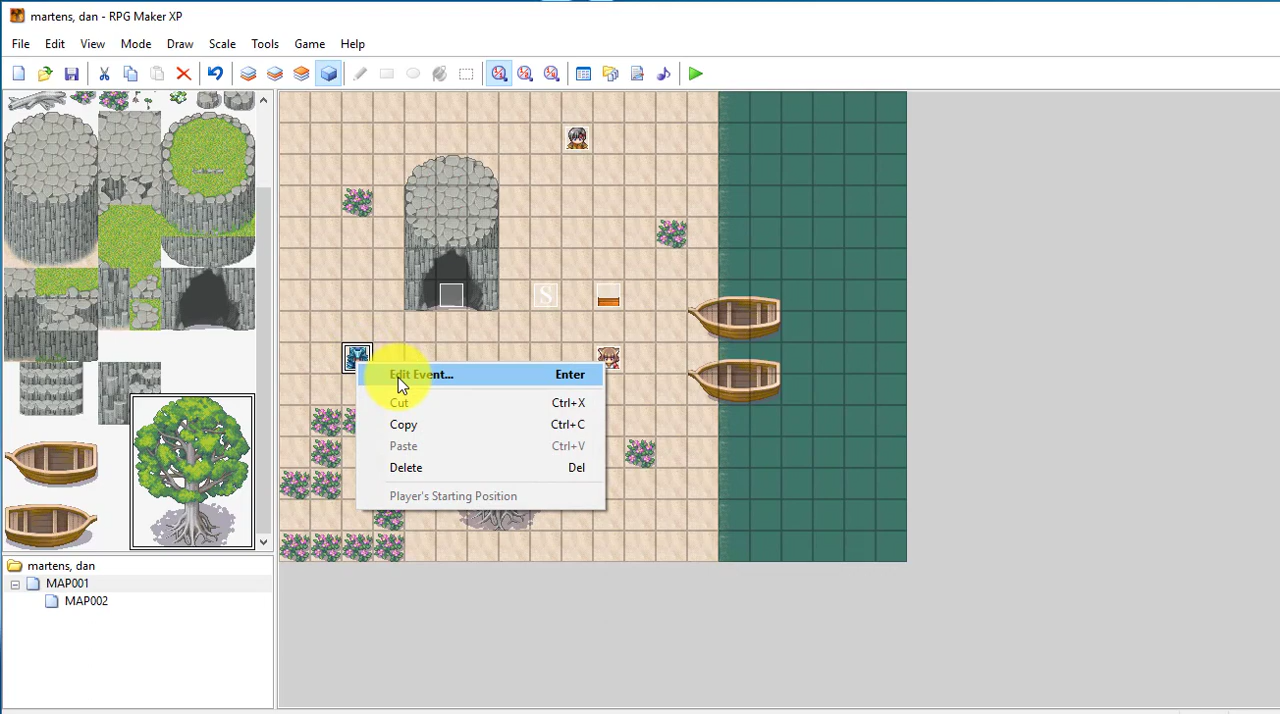 martens, dan - RPG Maker XP
File Edit View Mode Draw Scale Tools Game Help
S
Edit Event... Enter
Cut Ctrl+X
Copy Ctrl+C
Paste Ctrl+V
Delete Del
Player's Starting Position
martens, dan
MAP001
MAP002